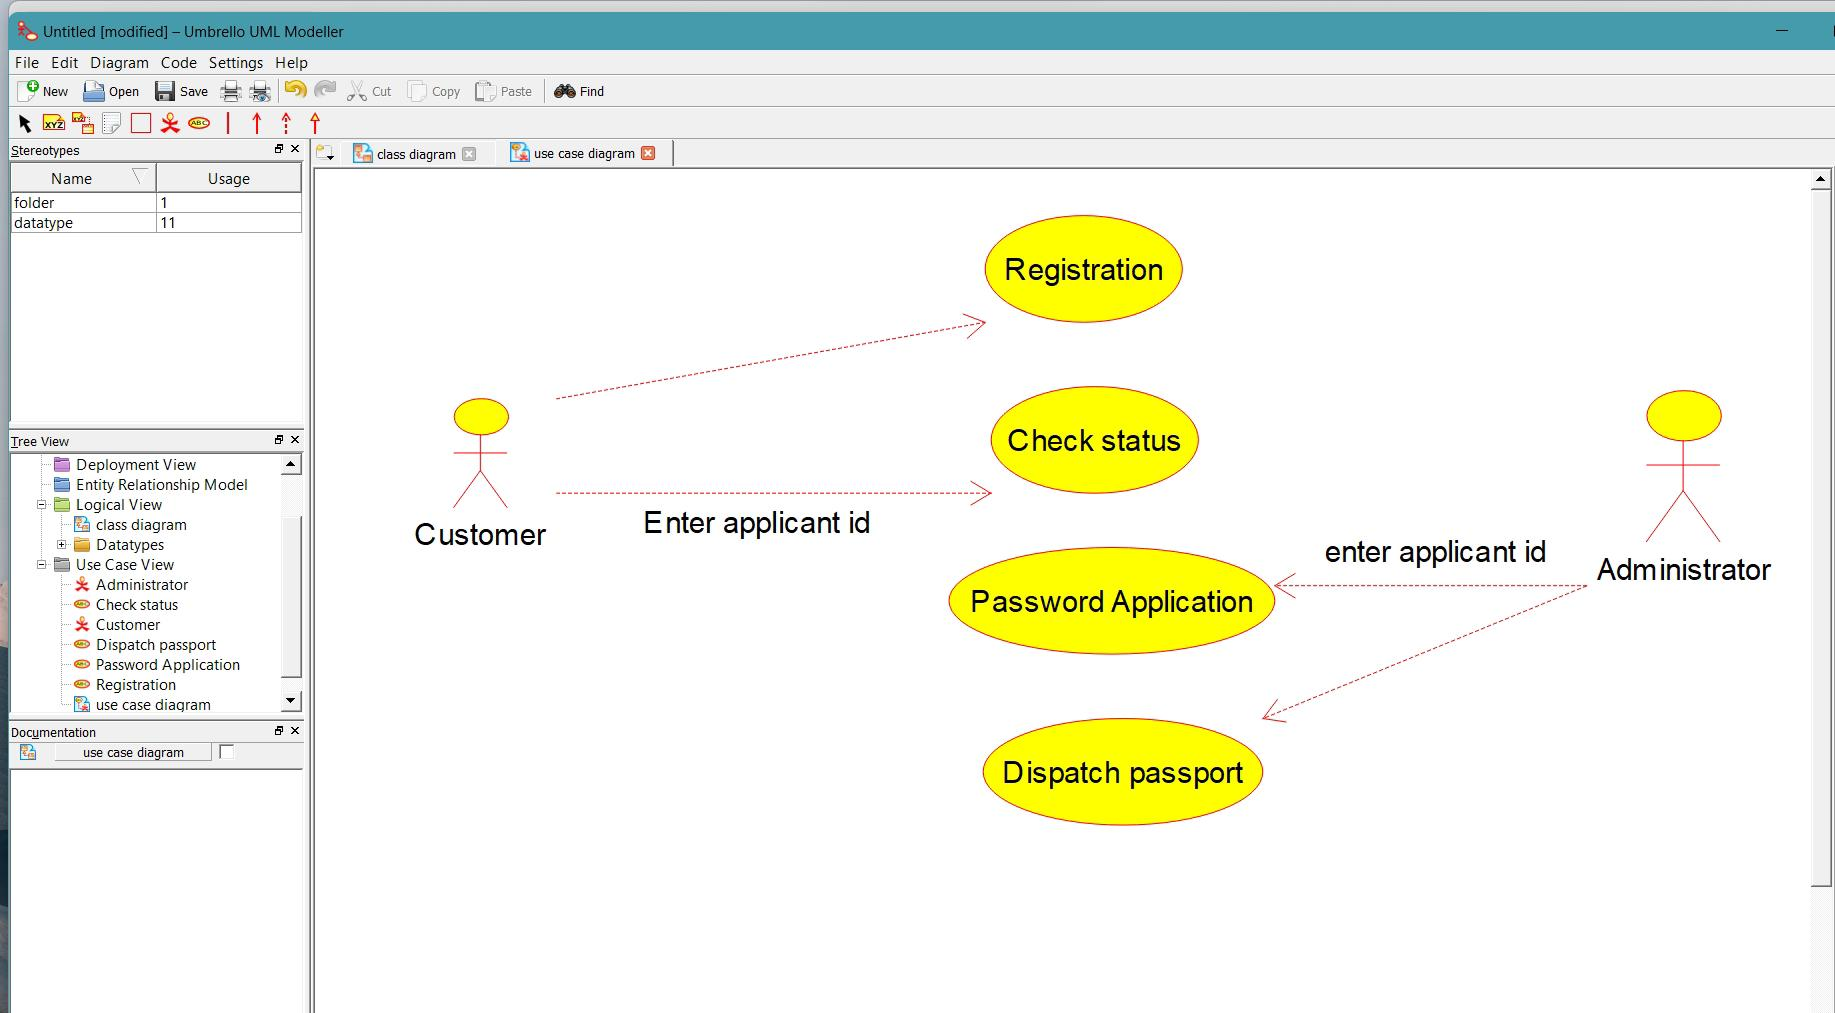 Untitled [modified] – Umbrello UML Modeller
File Edit Diagram Code Settings Help
New Open Save Cut Copy Paste Find
XYZ XYZ ABC
Stereotypes
class diagram use case diagram
Name Usage
folder 1
datatype 11
Registration
Check status
Customer
Enter applicant id
enter applicant id
Administrator
Password Application
Dispatch passport
Tree View
Deployment View
Entity Relationship Model
Logical View
class diagram
Datatypes
Use Case View
Administrator
Check status
Customer
Dispatch passport
Password Application
Registration
use case diagram
Documentation
use case diagram